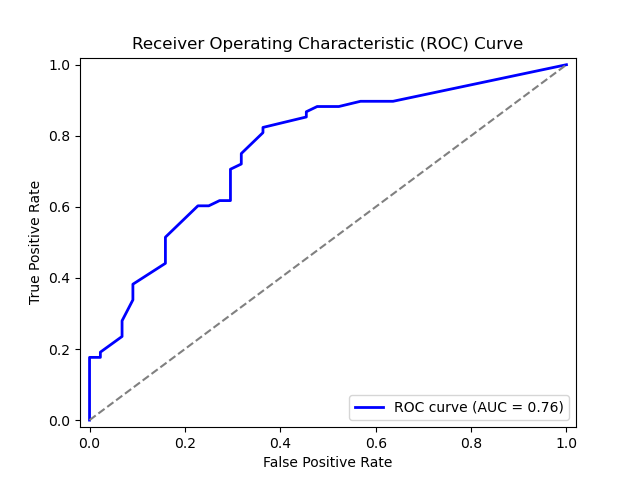 Receiver Operating Characteristic (ROC) Curve
1.0
0.8
0.6
0.4
0.2
0.0
True Positive Rate
ROC curve (AUC = 0.76)
0.0 0.2 0.4 0.6 0.8 1.0
False Positive Rate